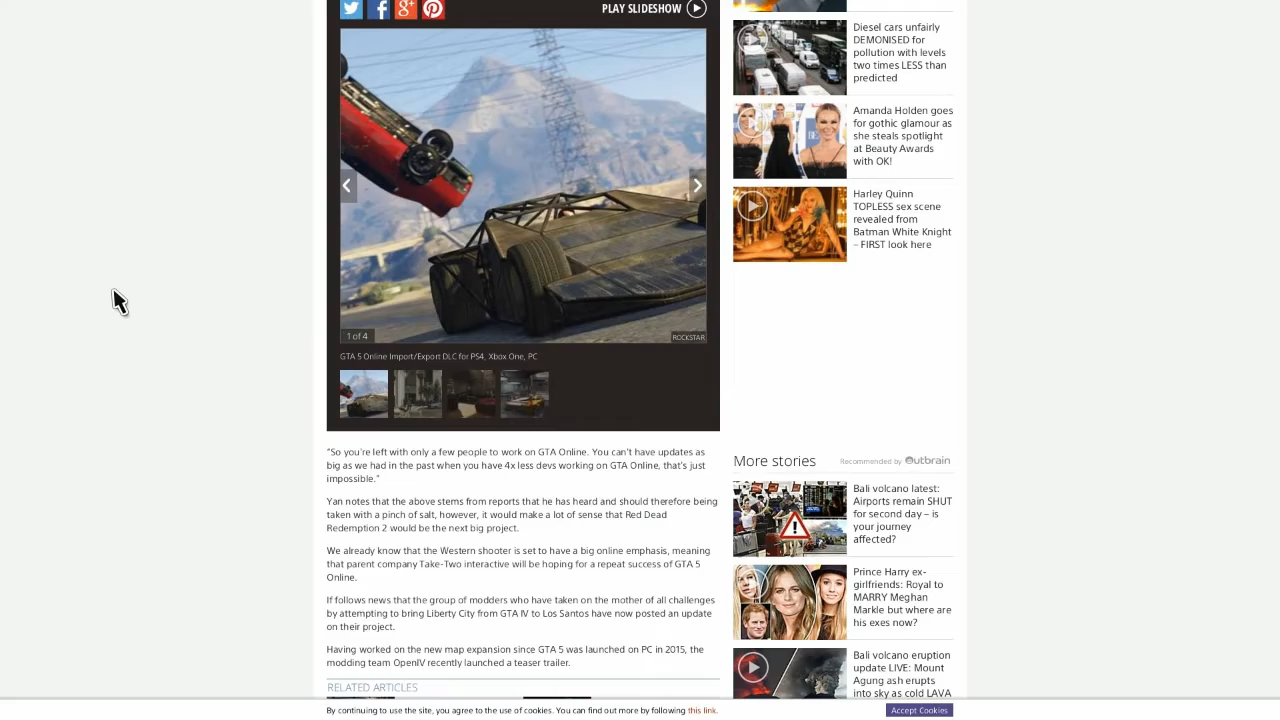 PLAY SLIDESHOW
1 of 4
ROCKSTAR
GTA 5 Online Import/Export DLC for PS4, Xbox One, PC
"So you're left with only a few people to work on GTA Online. You can't have updates as
big as we had in the past when you have 4x less devs working on GTA Online, that's just
impossible."
Yan notes that the above stems from reports that he has heard and should therefore being
taken with a pinch of salt, however, it would make a lot of sense that Red Dead
Redemption 2 would be the next big project.
We already know that the Western shooter is set to have a big online emphasis, meaning
that parent company Take-Two interactive will be hoping for a repeat success of GTA 5
Online.
If follows news that the group of modders who have taken on the mother of all challenges
by attempting to bring Liberty City from GTA IV to Los Santos have now posted an update
on their project.
Having worked on the new map expansion since GTA 5 was launched on PC in 2015, the
modding team OpenIV recently launched a teaser trailer.
RELATED ARTICLES
Diesel cars unfairly
DEMONISED for
pollution with levels
two times LESS than
predicted
Amanda Holden goes
for gothic glamour as
she steals spotlight
at Beauty Awards
with OK!
Harley Quinn
TOPLESS sex scene
revealed from
Batman White Knight
– FIRST look here
More stories
Recommended by Outbrain
Bali volcano latest:
Airports remain SHUT
for second day – is
your journey
affected?
Prince Harry ex-
girlfriends: Royal to
MARRY Meghan
Markle but where are
his exes now?
Bali volcano eruption
update LIVE: Mount
Agung ash erupts
into sky as cold LAVA
By continuing to use the site, you agree to the use of cookies. You can find out more by following this link.
Accept Cookies